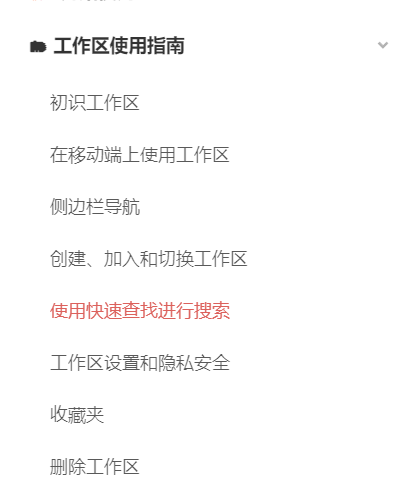 工作区使用指南
初识工作区
在移动端上使用工作区
侧边栏导航
创建、加入和切换工作区
使用快速查找进行搜索
工作区设置和隐私安全
收藏夹
删除工作区